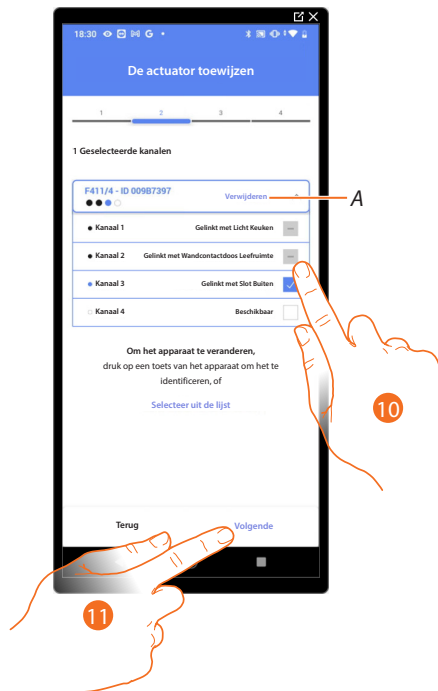 18:30 G
De actuator toewijzen
1 2 3 4
1 Geselecteerde kanalen
F411/4 - ID 009B7397
Verwijderen
A
Kanaal 1 Gelinkt met Licht Keuken
Kanaal 2 Gelinkt met Wandcontactdoos Leefruimte
Kanaal 3 Gelinkt met Slot Buiten
Kanaal 4 Beschikbaar
Om het apparaat te veranderen,
druk op een toets van het apparaat om het te
identificeren, of
Selecteer uit de lijst
10
Terug Volgende
11